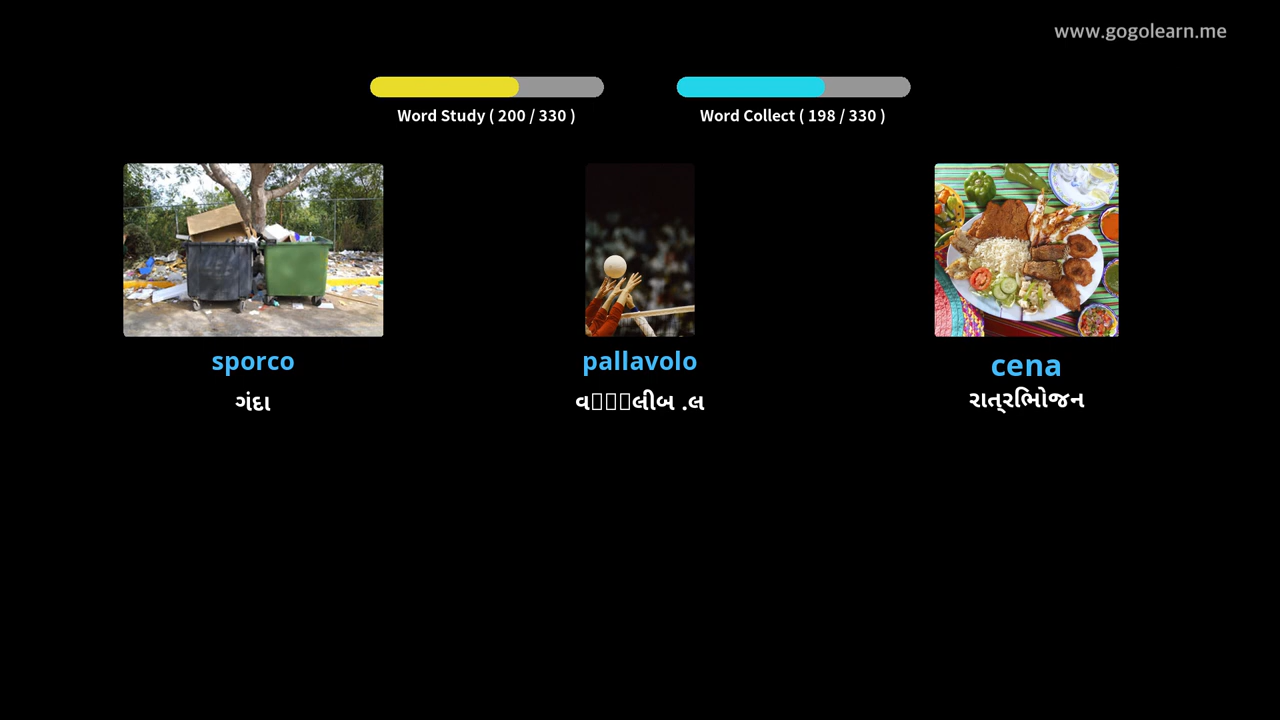 www.gogolearn.me
Word Study ( 200 / 330 )
Word Collect ( 198 / 330 )
sporco
pallavolo
cena
ગંદા
રાત્રિભોજન